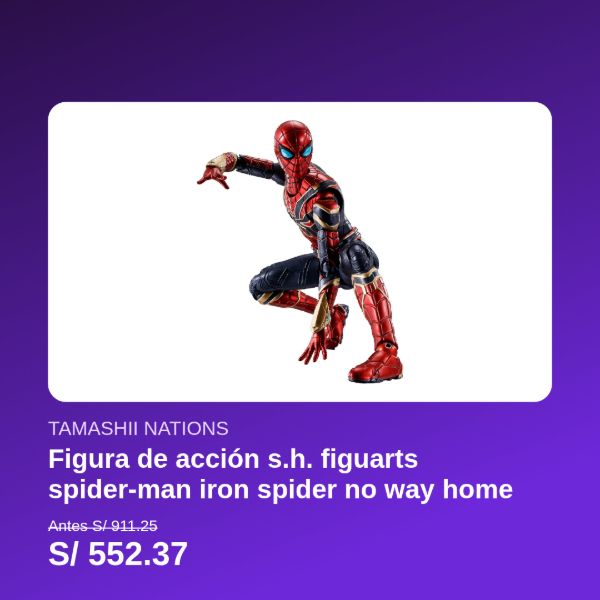 TAMASHII NATIONS
Figura de acción s.h. figuarts
spider-man iron spider no way home
Antes S/ 911.25
S/ 552.37